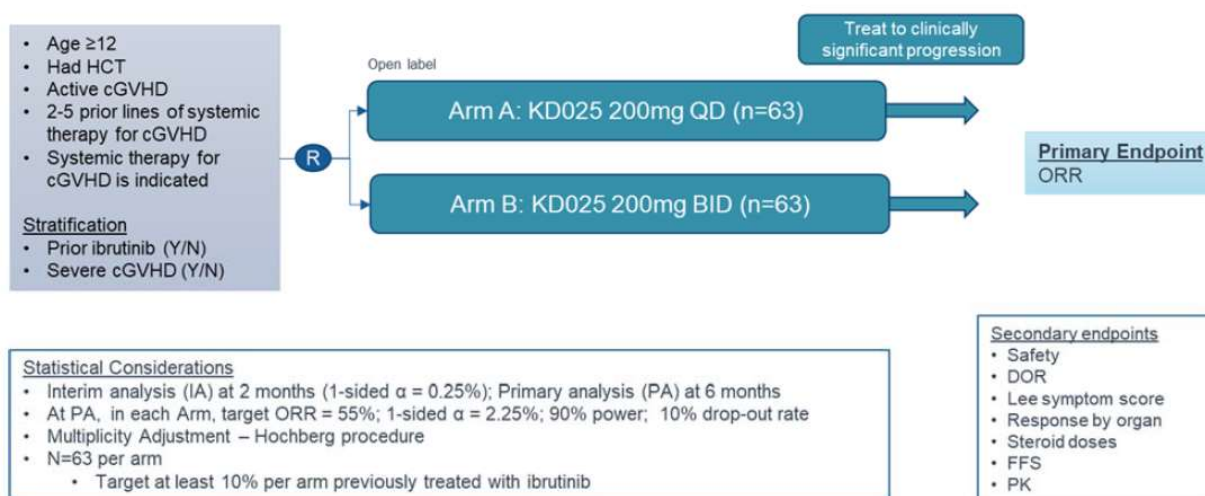 • Age ≥12
• Had HCT
• Active cGVHD
• 2-5 prior lines of systemic
therapy for cGVHD
• Systemic therapy for
cGVHD is indicated
Stratification
• Prior ibrutinib (Y/N)
• Severe cGVHD (Y/N)
R
Open label
Treat to clinically
significant progression
Arm A: KD025 200mg QD (n=63)
Arm B: KD025 200mg BID (n=63)
Primary Endpoint
ORR
Statistical Considerations
• Interim analysis (IA) at 2 months (1-sided α = 0.25%); Primary analysis (PA) at 6 months
• At PA, in each Arm, target ORR = 55%; 1-sided α = 2.25%; 90% power; 10% drop-out rate
• Multiplicity Adjustment – Hochberg procedure
• N=63 per arm
• Target at least 10% per arm previously treated with ibrutinib
Secondary endpoints
• Safety
• DOR
• Lee symptom score
• Response by organ
• Steroid doses
• FFS
• PK